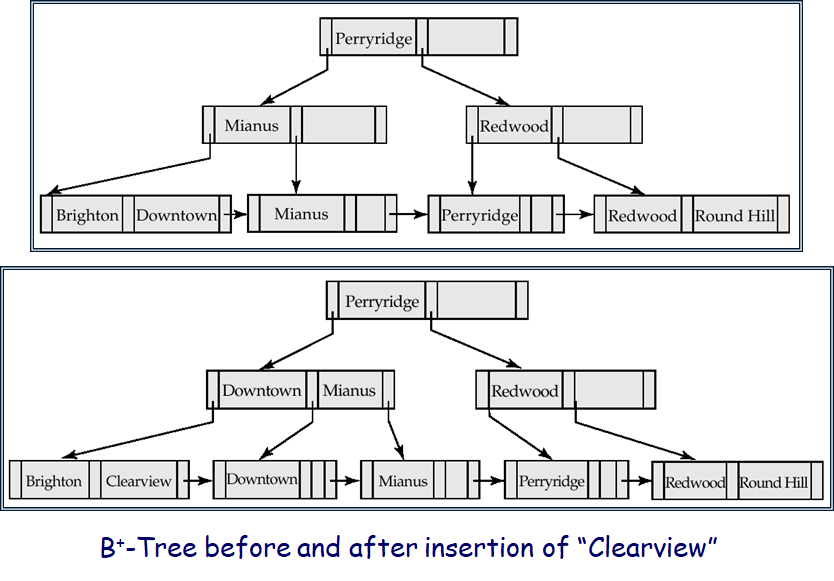 Perryridge
Mianus Redwood
Brighton Downtown Mianus Perryridge Redwood Round Hill
Perryridge
Downtown Mianus Redwood
Brighton Clearview Downtown Mianus Perryridge Redwood Round Hill
B+-Tree before and after insertion of “Clearview”